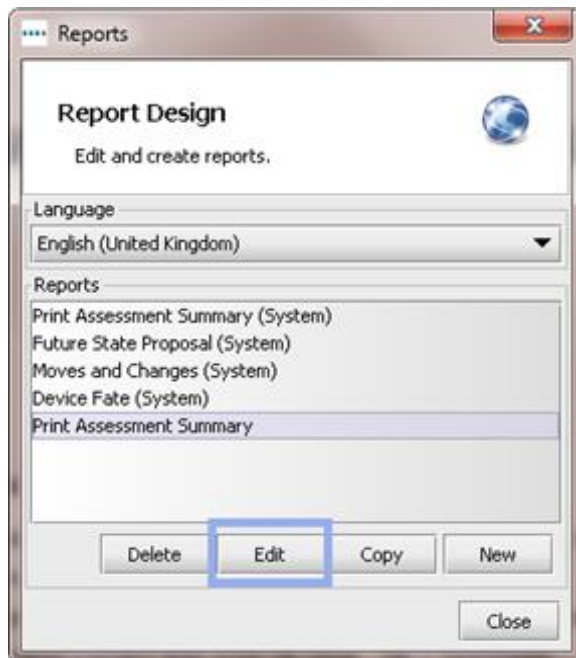 Reports
Report Design
Edit and create reports.
Language
English (United Kingdom)
Reports
Print Assessment Summary (System)
Future State Proposal (System)
Moves and Changes (System)
Device Fate (System)
Print Assessment Summary
Delete Edit Copy New
Close